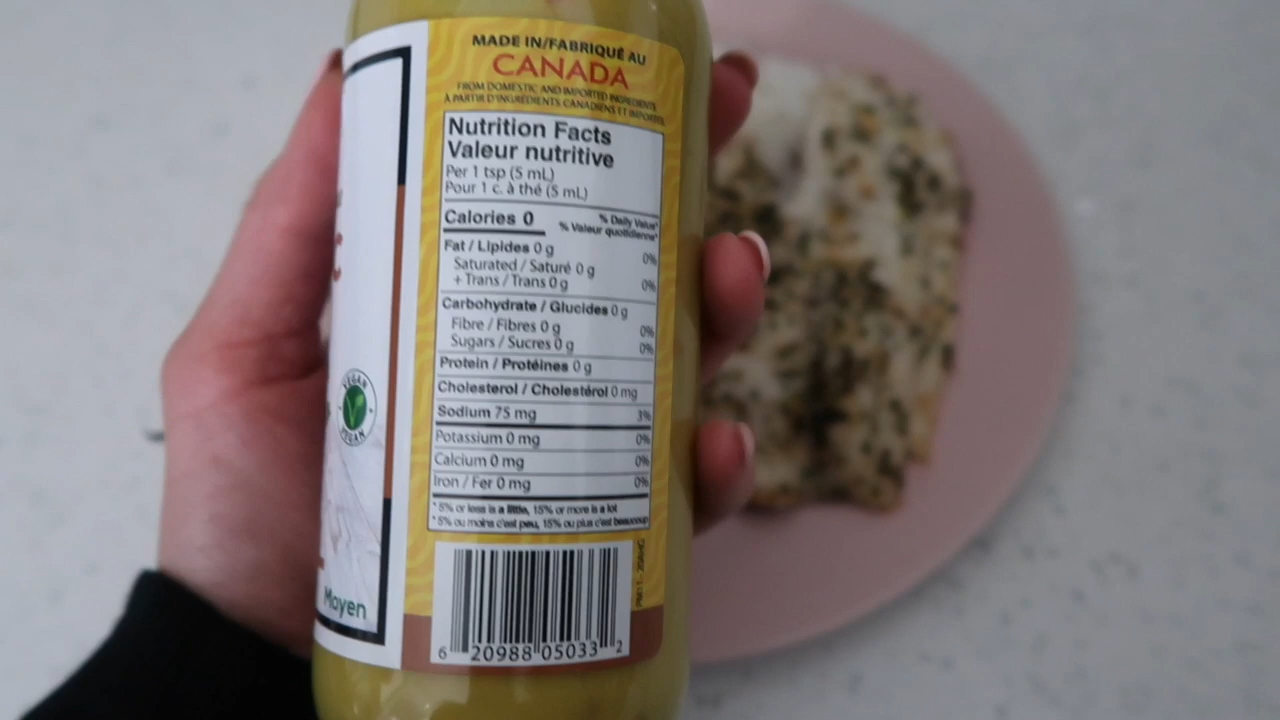 MADE IN/FABRIQUÉ AU
CANADA
FROM DOMESTIC AND IMPORTED INGREDIENTS
À PARTIR D'INGRÉDIENTS CANADIENS ET IMPORTÉS
Nutrition Facts
Valeur nutritive
Per 1 tsp (5 mL)
Pour 1 c. à thé (5 mL)
Calories 0
% Daily Value*
% Valeur quotidienne*
Fat / Lipides 0 g 0%
Saturated / Saturé 0 g
+ Trans / Trans 0 g 0%
Carbohydrate / Glucides 0 g
Fibre / Fibres 0 g 0%
Sugars / Sucres 0 g 0%
Protein / Protéines 0 g
Cholesterol / Cholestérol 0 mg
Sodium 75 mg 3%
Potassium 0 mg 0%
Calcium 0 mg 0%
Iron / Fer 0 mg 0%
*5% or less is a little, 15% or more is a lot
*5% ou moins c'est peu, 15% ou plus c'est beaucoup
6 20988 05033 2
VEGAN
VEGAN
Moyen